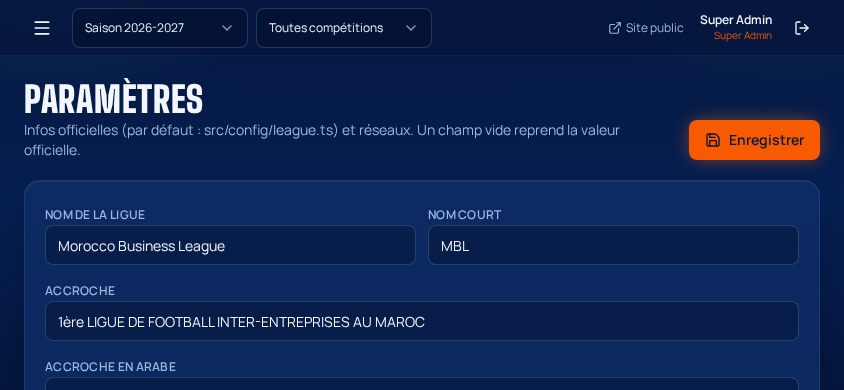 Saison 2026-2027
Toutes compétitions
Site public
Super Admin
Super Admin
PARAMÈTRES
Infos officielles (par défaut : src/config/league.ts) et réseaux. Un champ vide reprend la valeur
officielle.
Enregistrer
NOM DE LA LIGUE
NOM COURT
Morocco Business League
MBL
ACCROCHE
1ère LIGUE DE FOOTBALL INTER-ENTREPRISES AU MAROC
ACCROCHE EN ARABE